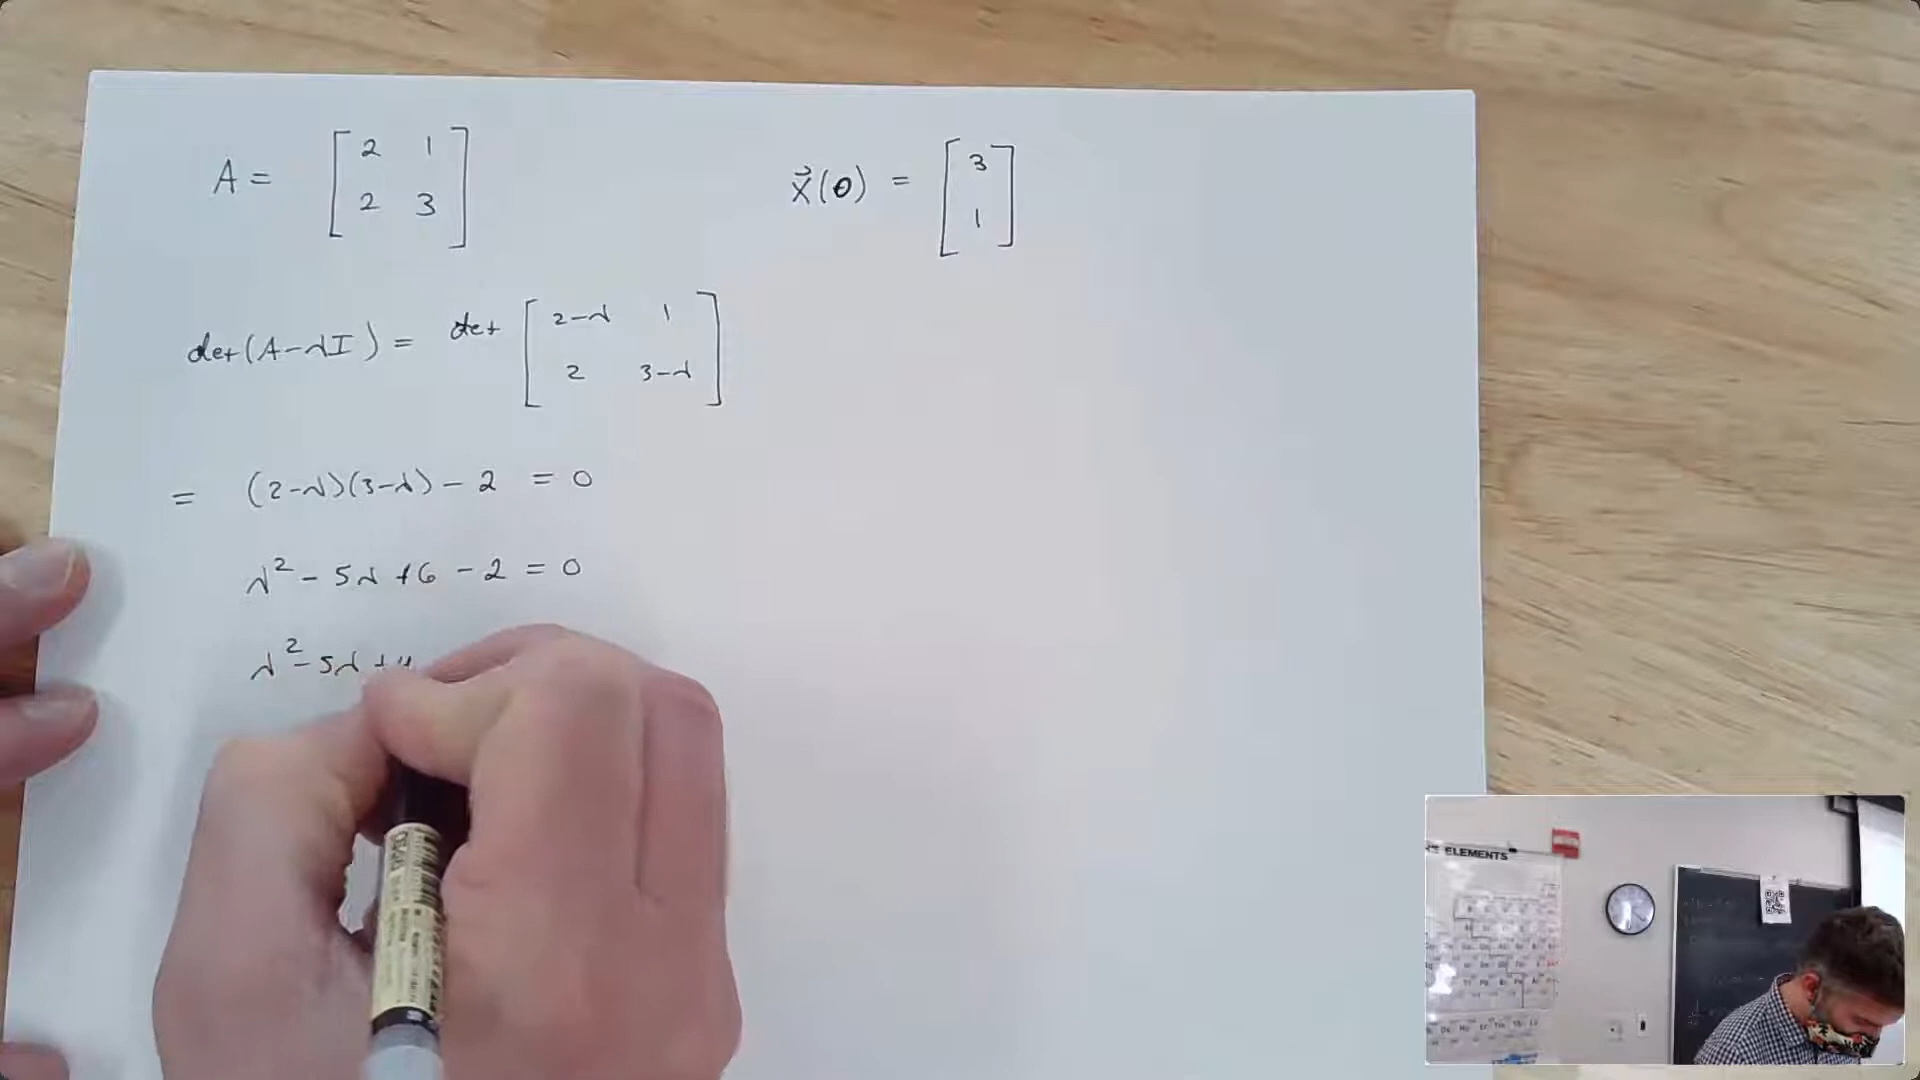 A = [2 1; 2 3]
x⃗(0) = [3; 1]
det(A-λI) = det [2-λ 1; 2 3-λ]
= (2-λ)(3-λ) - 2 = 0
λ² - 5λ + 6 - 2 = 0
λ² - 5λ + 4
ELEMENTS